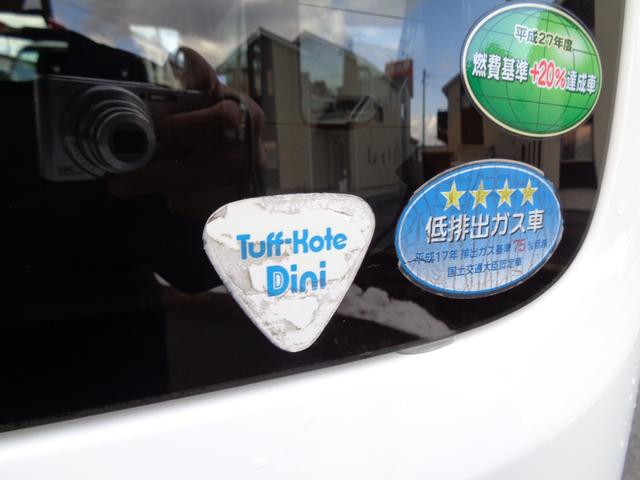 平成27年度
燃費基準+20%達成車
★★★★
低排出ガス車
平成17年 排出ガス基準 75%低減
国土交通大臣認定車
Tuff-Kote
Dini